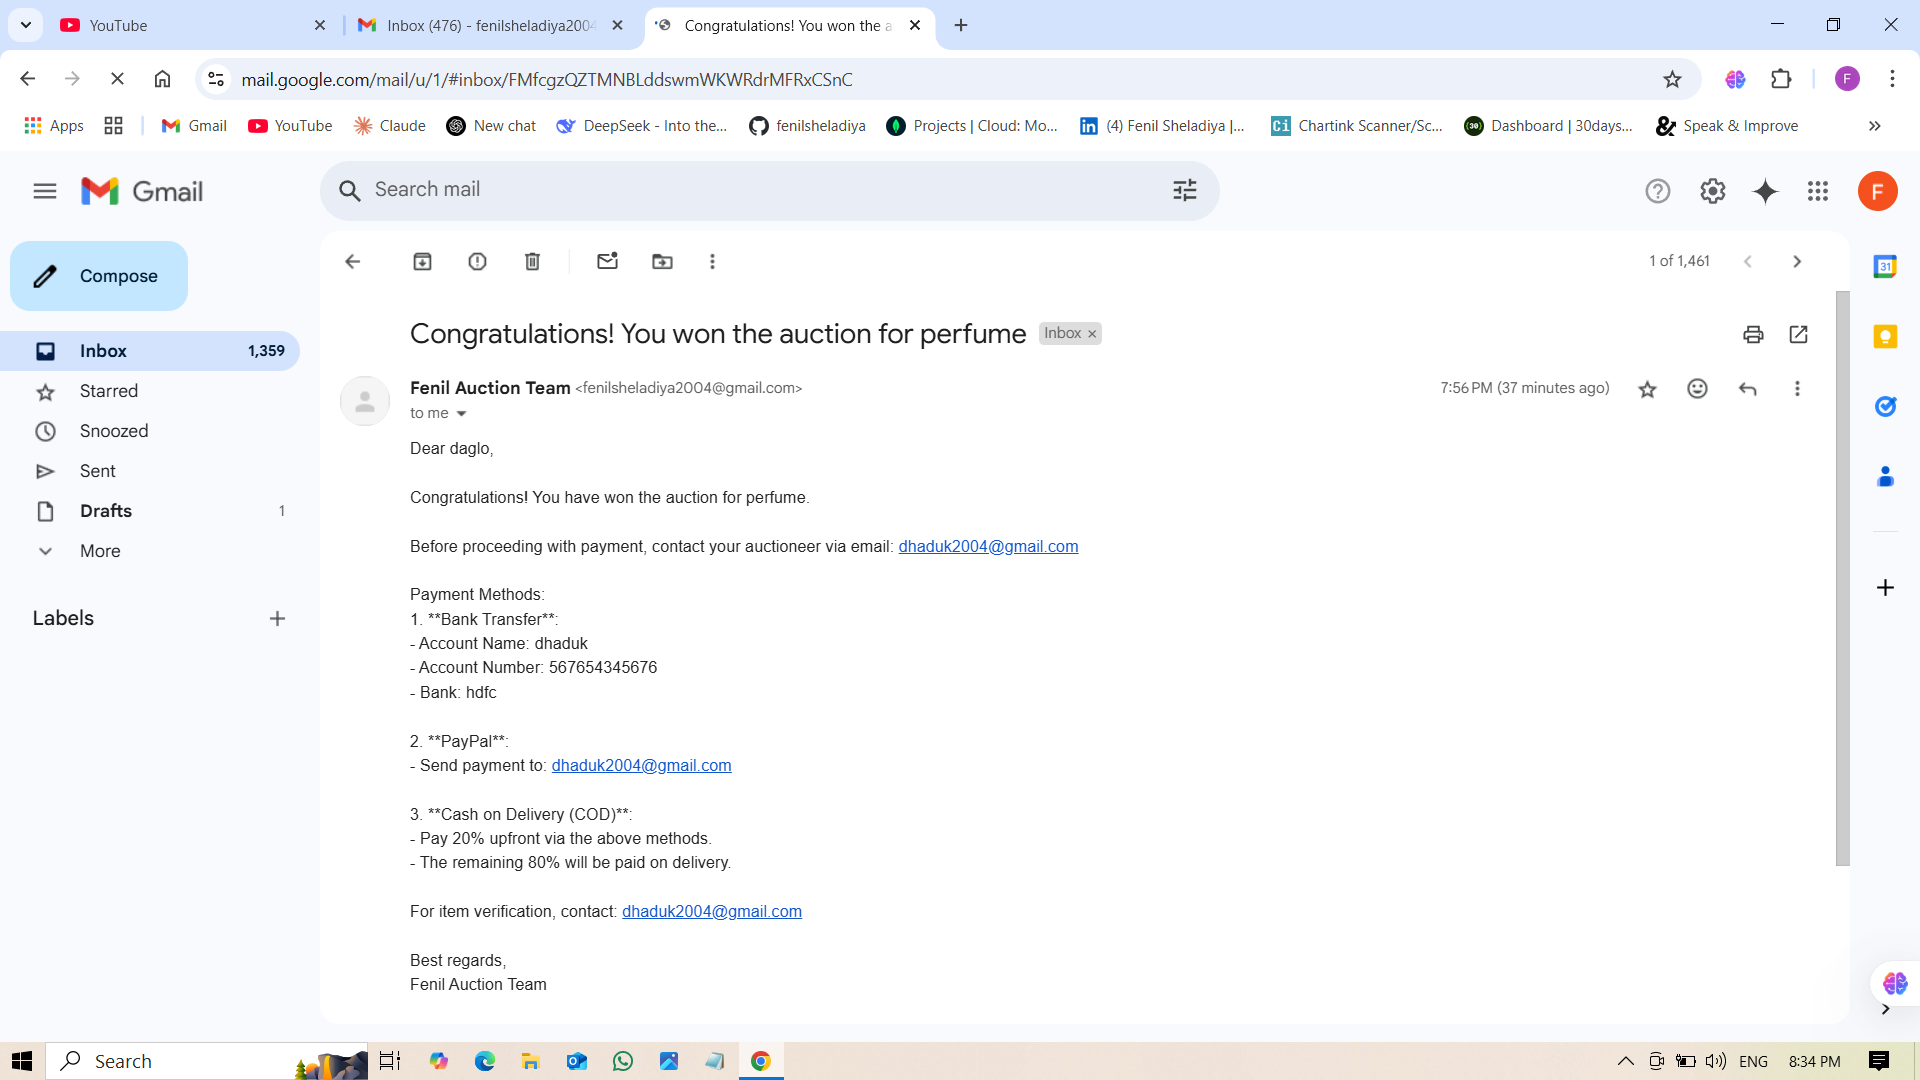 YouTube
Inbox (476) - fenilsheladiya2004
Congratulations! You won the a
mail.google.com/mail/u/1/#inbox/FMfcgzQZTMNBLddswmWKWRdrMFRxCSnC
F
Apps
Gmail
YouTube
Claude
New chat
DeepSeek - Into the...
fenilsheladiya
Projects | Cloud: Mo...
(4) Fenil Sheladiya |...
Chartink Scanner/Sc...
Dashboard | 30days...
Speak & Improve
Gmail
Search mail
F
Compose
1 of 1,461
Inbox 1,359
Starred
Snoozed
Sent
Drafts 1
More
Labels
Congratulations! You won the auction for perfume
Inbox
Fenil Auction Team <fenilsheladiya2004@gmail.com>
7:56 PM (37 minutes ago)
to me
Dear daglo,
Congratulations! You have won the auction for perfume.
Before proceeding with payment, contact your auctioneer via email: dhaduk2004@gmail.com
Payment Methods:
1. **Bank Transfer**:
- Account Name: dhaduk
- Account Number: 567654345676
- Bank: hdfc
2. **PayPal**:
- Send payment to: dhaduk2004@gmail.com
3. **Cash on Delivery (COD)**:
- Pay 20% upfront via the above methods.
- The remaining 80% will be paid on delivery.
For item verification, contact: dhaduk2004@gmail.com
Best regards,
Fenil Auction Team
31
Search
ENG
8:34 PM